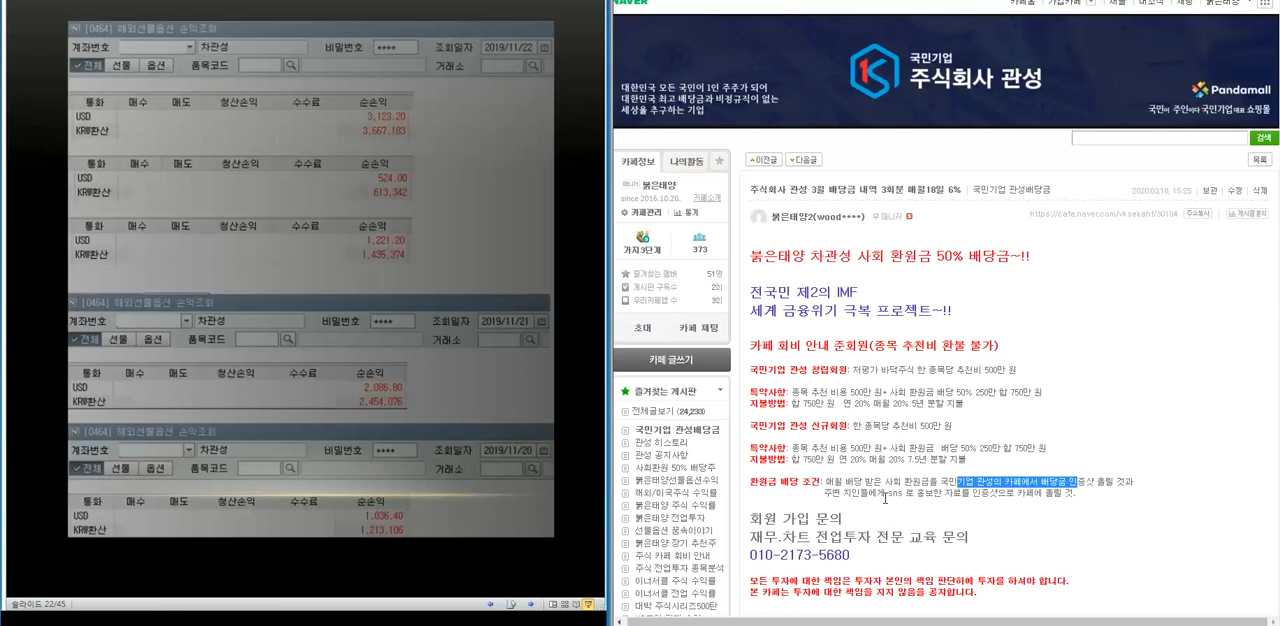 [0464] 해외선물옵션 손익조회
계좌번호 차관성 비밀번호 **** 조회일자 2019/11/22
전체 선물 옵션 품목코드 거래소
통화 매수 매도 청산손익 수수료 순손익
USD 3,123.20
KRW환산 3,667,183
통화 매수 매도 청산손익 수수료 순손익
USD 524.00
KRW환산 613,342
통화 매수 매도 청산손익 수수료 순손익
USD 1,221.20
KRW환산 1,435,374
[0464] 해외선물옵션 손익조회
계좌번호 차관성 비밀번호 **** 조회일자 2019/11/21
전체 선물 옵션 품목코드 거래소
통화 매수 매도 청산손익 수수료 순손익
USD 2,086.80
KRW환산 2,454,076
[0464] 해외선물옵션 손익조회
계좌번호 차관성 비밀번호 **** 조회일자 2019/11/20
전체 선물 옵션 품목코드 거래소
통화 매수 매도 청산손익 수수료 순손익
USD 1,036.40
KRW환산 1,213,106
슬라이드 22/45
NAVER
카페홈 가입카페 새글 내소식 채팅 붉은태양
대한민국 모든 국민이 1인 주주가 되어
대한민국 최고 배당금과 비정규직이 없는
세상을 추구하는 기업
국민기업
주식회사 관성
Pandamall
국민이 주인이다 국민기업대표 쇼핑몰
검색
카페정보 나의활동
매니저 붉은태양
since 2016.10.20. 카페소개
카페관리 통계
가지3단계 373
즐겨찾는 멤버 51명
게시판 구독수 2회
우리카페앱 수 3회
초대 카페 채팅
카페 글쓰기
즐겨찾는 게시판
전체글보기 (24,233)
국민기업 관성배당금
관성 히스토리
관성 공지사항
사회환원 50% 배당주
붉은태양선물옵션수익
해외/미국주식 수익률
붉은태양 주식 수익률
붉은태양 전업투자
선물옵션 꿈속이야기
붉은태양 장기 추천주
주식 카페 회비 안내
주식 전업투자 종목분석
이너서클 주식 수익률
이너서클 전업 수익률
대박 주식시리즈500탄
이전글 다음글 목록
주식회사 관성 3월 배당금 내역 3회분 매월18일 6% | 국민기업 관성배당금 2020.03.16. 15:25 보관 수정 삭제
붉은태양2(wood****) 부매니저 https://cafe.naver.com/vksekahf/30104 주소복사 게시글분석
붉은태양 차관성 사회 환원금 50% 배당금~!!
전국민 제2의 IMF
세계 금융위기 극복 프로젝트~!!
카페 회비 안내 준회원(종목 추천비 환불 불가)
국민기업 관성 창립회원: 저평가 바닥주식 한 종목당 추천비 500만 원
특약사항: 종목 추천 비용 500만 원+ 사회 환원금 배당 50% 250만 합 750만 원
지불방법: 합 750만 원 연 20% 매월 20% 5년 분할 지불
국민기업 관성 신규회원: 한 종목당 추천비 500만 원
특약사항: 종목 추천 비용 500만 원+ 사회 환원금 배당 50% 250만 합 750만 원
지불방법: 합 750만 원 연 20% 매월 20% 7.5년 분할 지불
환원금 배당 조건: 매월 배당 받은 사회 환원금을 국민기업 관성의 카페에서 배당금 인증샷 올릴 것과
주변 지인들에게 sns 로 홍보한 자료를 인증샷으로 카페에 올릴 것.
회원 가입 문의
재무.차트 전업투자 전문 교육 문의
010-2173-5680
모든 투자에 대한 책임은 투자자 본인의 책임 판단하에 투자를 하셔야 합니다.
본 카페는 투자에 대한 책임을 지지 않음을 공지합니다.